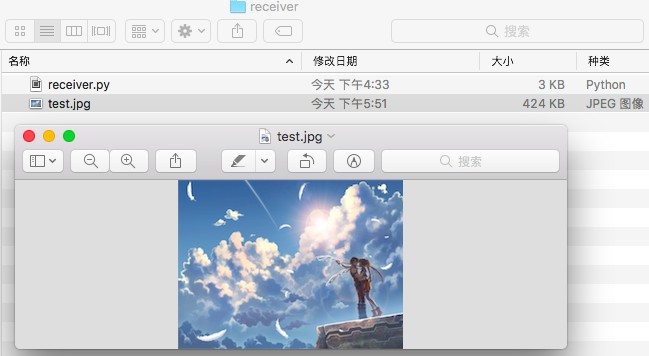 receiver
搜索
名称 修改日期 大小 种类
receiver.py 今天 下午4:33 3 KB Python
test.jpg 今天 下午5:51 424 KB JPEG 图像
test.jpg
搜索